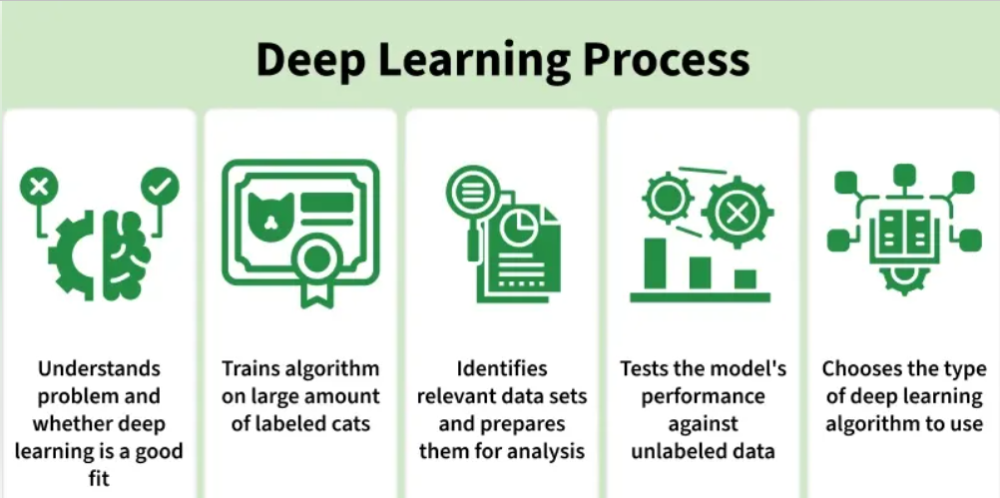 Deep Learning Process
Understands
problem and
whether deep
learning is a good
fit
Trains algorithm
on large amount
of labeled cats
Identifies
relevant data sets
and prepares
them for analysis
Tests the model's
performance
against
unlabeled data
Chooses the type
of deep learning
algorithm to use